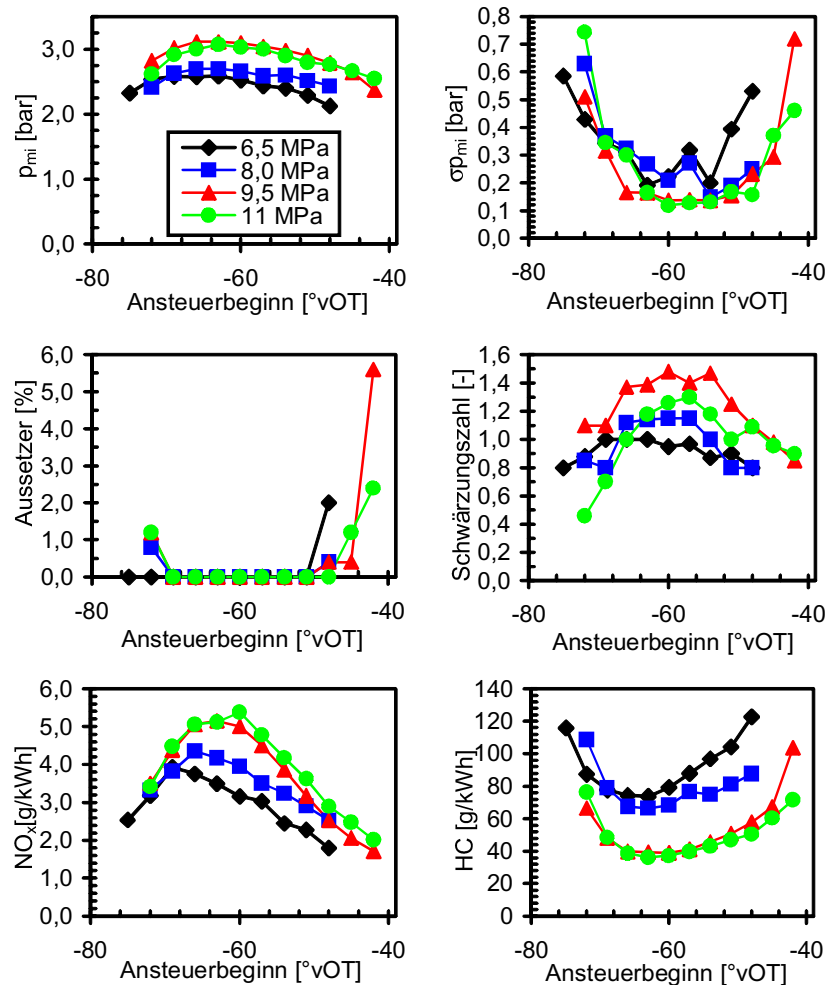 p_mi [bar]
3,0
2,0
1,0
0,0
6,5 MPa
8,0 MPa
9,5 MPa
11 MPa
-80 -60 -40
Ansteuerbeginn [°vOT]
σp_mi [bar]
0,8
0,7
0,6
0,5
0,4
0,3
0,2
0,1
0,0
-80 -60 -40
Ansteuerbeginn [°vOT]
Aussetzer [%]
6,0
5,0
4,0
3,0
2,0
1,0
0,0
-80 -60 -40
Ansteuerbeginn [°vOT]
Schwärzungszahl [-]
1,6
1,4
1,2
1,0
0,8
0,6
0,4
0,2
0,0
-80 -60 -40
Ansteuerbeginn [°vOT]
NO_x[g/kWh]
6,0
5,0
4,0
3,0
2,0
1,0
0,0
-80 -60 -40
Ansteuerbeginn [°vOT]
HC [g/kWh]
140
120
100
80
60
40
20
0
-80 -60 -40
Ansteuerbeginn [°vOT]